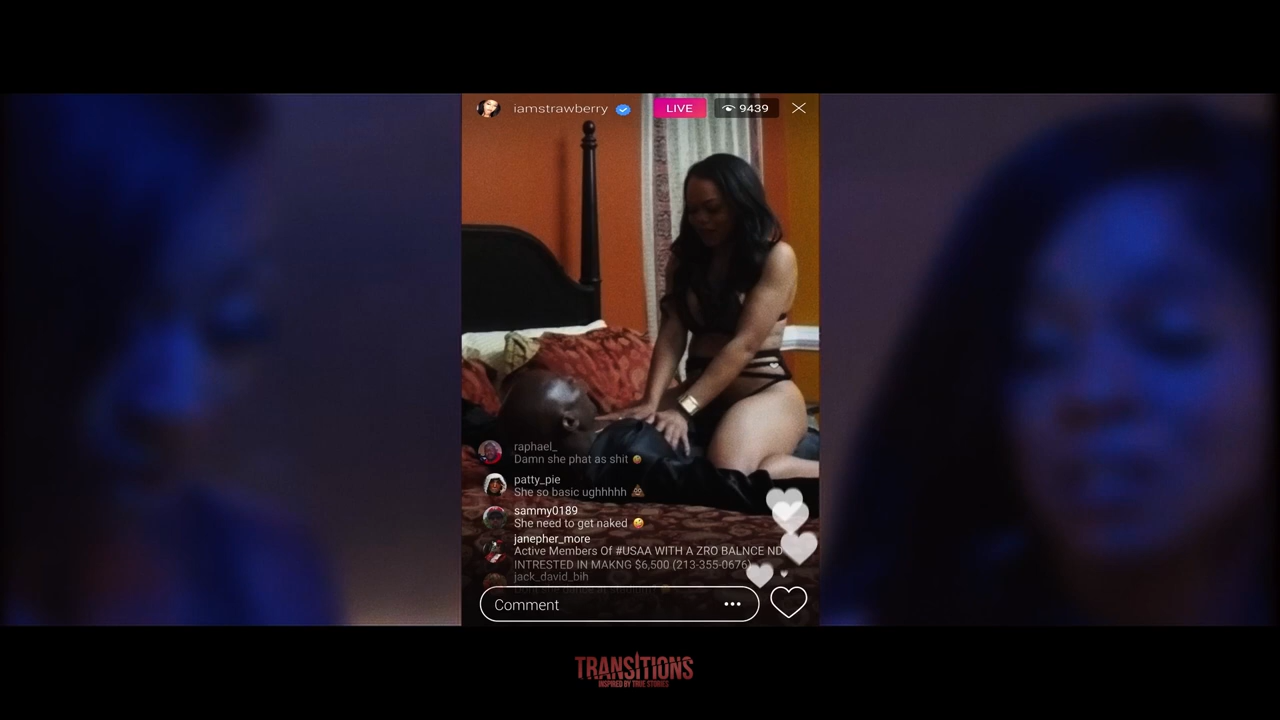 iamstrawberry
LIVE
9439
raphael_
Damn she phat as shit
patty_pie
She so basic ughhhhh
sammy0189
She need to get naked
janepher_more
Active Members Of #USAA WITH A ZRO BALNCE ND
INTRESTED IN MAKNG $6,500 (213-355-0676)
jack_david_bih
Comment
TRANSITIONS
INSPIRED BY TRUE STORIES